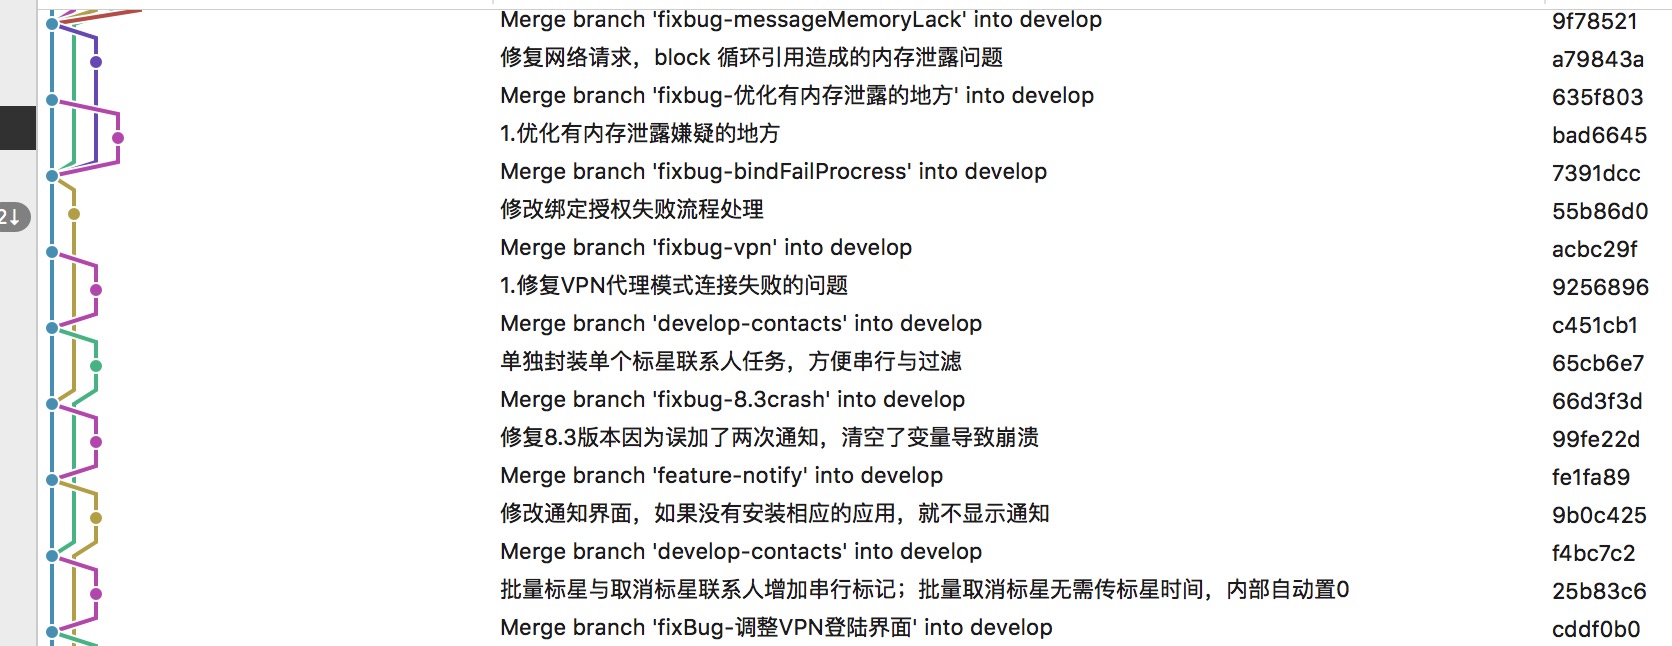 Merge branch 'fixbug-messageMemoryLack' into develop 9f78521
修复网络请求，block 循环引用造成的内存泄露问题 a79843a
Merge branch 'fixbug-优化有内存泄露的地方' into develop 635f803
1.优化有内存泄露嫌疑的地方 bad6645
Merge branch 'fixbug-bindFailProcress' into develop 7391dcc
2↓ 修改绑定授权失败流程处理 55b86d0
Merge branch 'fixbug-vpn' into develop acbc29f
1.修复VPN代理模式连接失败的问题 9256896
Merge branch 'develop-contacts' into develop c451cb1
单独封装单个标星联系人任务，方便串行与过滤 65cb6e7
Merge branch 'fixbug-8.3crash' into develop 66d3f3d
修复8.3版本因为误加了两次通知，清空了变量导致崩溃 99fe22d
Merge branch 'feature-notify' into develop fe1fa89
修改通知界面，如果没有安装相应的应用，就不显示通知 9b0c425
Merge branch 'develop-contacts' into develop f4bc7c2
批量标星与取消标星联系人增加串行标记；批量取消标星无需传标星时间，内部自动置0 25b83c6
Merge branch 'fixBug-调整VPN登陆界面' into develop cddf0b0